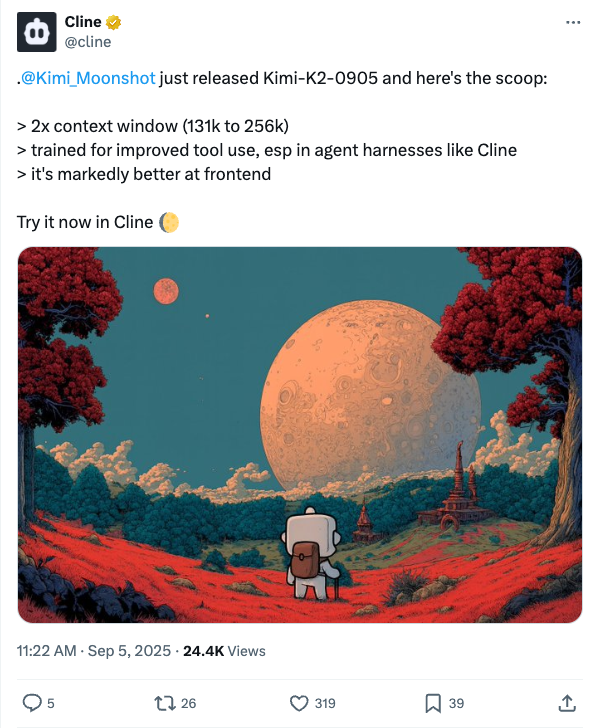 Cline
@cline
.@Kimi_Moonshot just released Kimi-K2-0905 and here's the scoop:
> 2x context window (131k to 256k)
> trained for improved tool use, esp in agent harnesses like Cline
> it's markedly better at frontend
Try it now in Cline 🌔
11:22 AM · Sep 5, 2025 · 24.4K Views
5 26 319 39